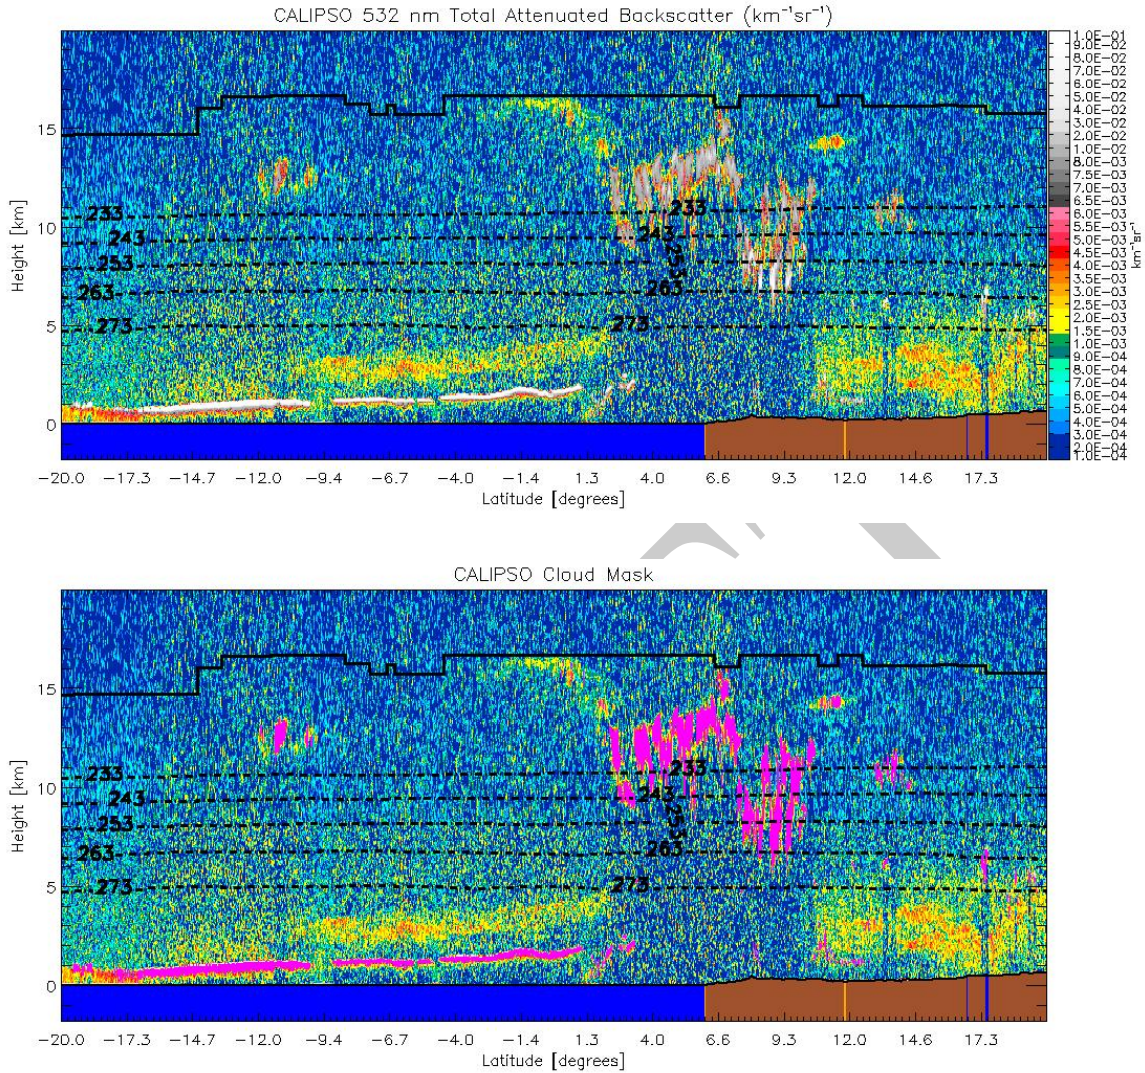 CALIPSO 532 nm Total Attenuated Backscatter (km⁻¹sr⁻¹)
1.0E−01
9.0E−02
8.0E−02
7.0E−02
6.0E−02
5.0E−02
4.0E−02
3.0E−02
2.0E−02
1.0E−02
8.0E−03
7.5E−03
7.0E−03
6.5E−03
6.0E−03
5.5E−03
5.0E−03
4.5E−03
4.0E−03
3.5E−03
3.0E−03
2.5E−03
2.0E−03
1.5E−03
1.0E−03
9.0E−04
8.0E−04
7.0E−04
6.0E−04
5.0E−04
4.0E−04
3.0E−04
2.0E−04
1.0E−04
km⁻¹sr⁻¹
Height [km]
15
10
5
0
233 233
243 243
253 253
263 263
273 273
−20.0 −17.3 −14.7 −12.0 −9.4 −6.7 −4.0 −1.4 1.3 4.0 6.6 9.3 12.0 14.6 17.3
Latitude [degrees]
CALIPSO Cloud Mask
Height [km]
15
10
5
0
233 233
243 243
253 253
263 263
273 273
−20.0 −17.3 −14.7 −12.0 −9.4 −6.7 −4.0 −1.4 1.3 4.0 6.6 9.3 12.0 14.6 17.3
Latitude [degrees]